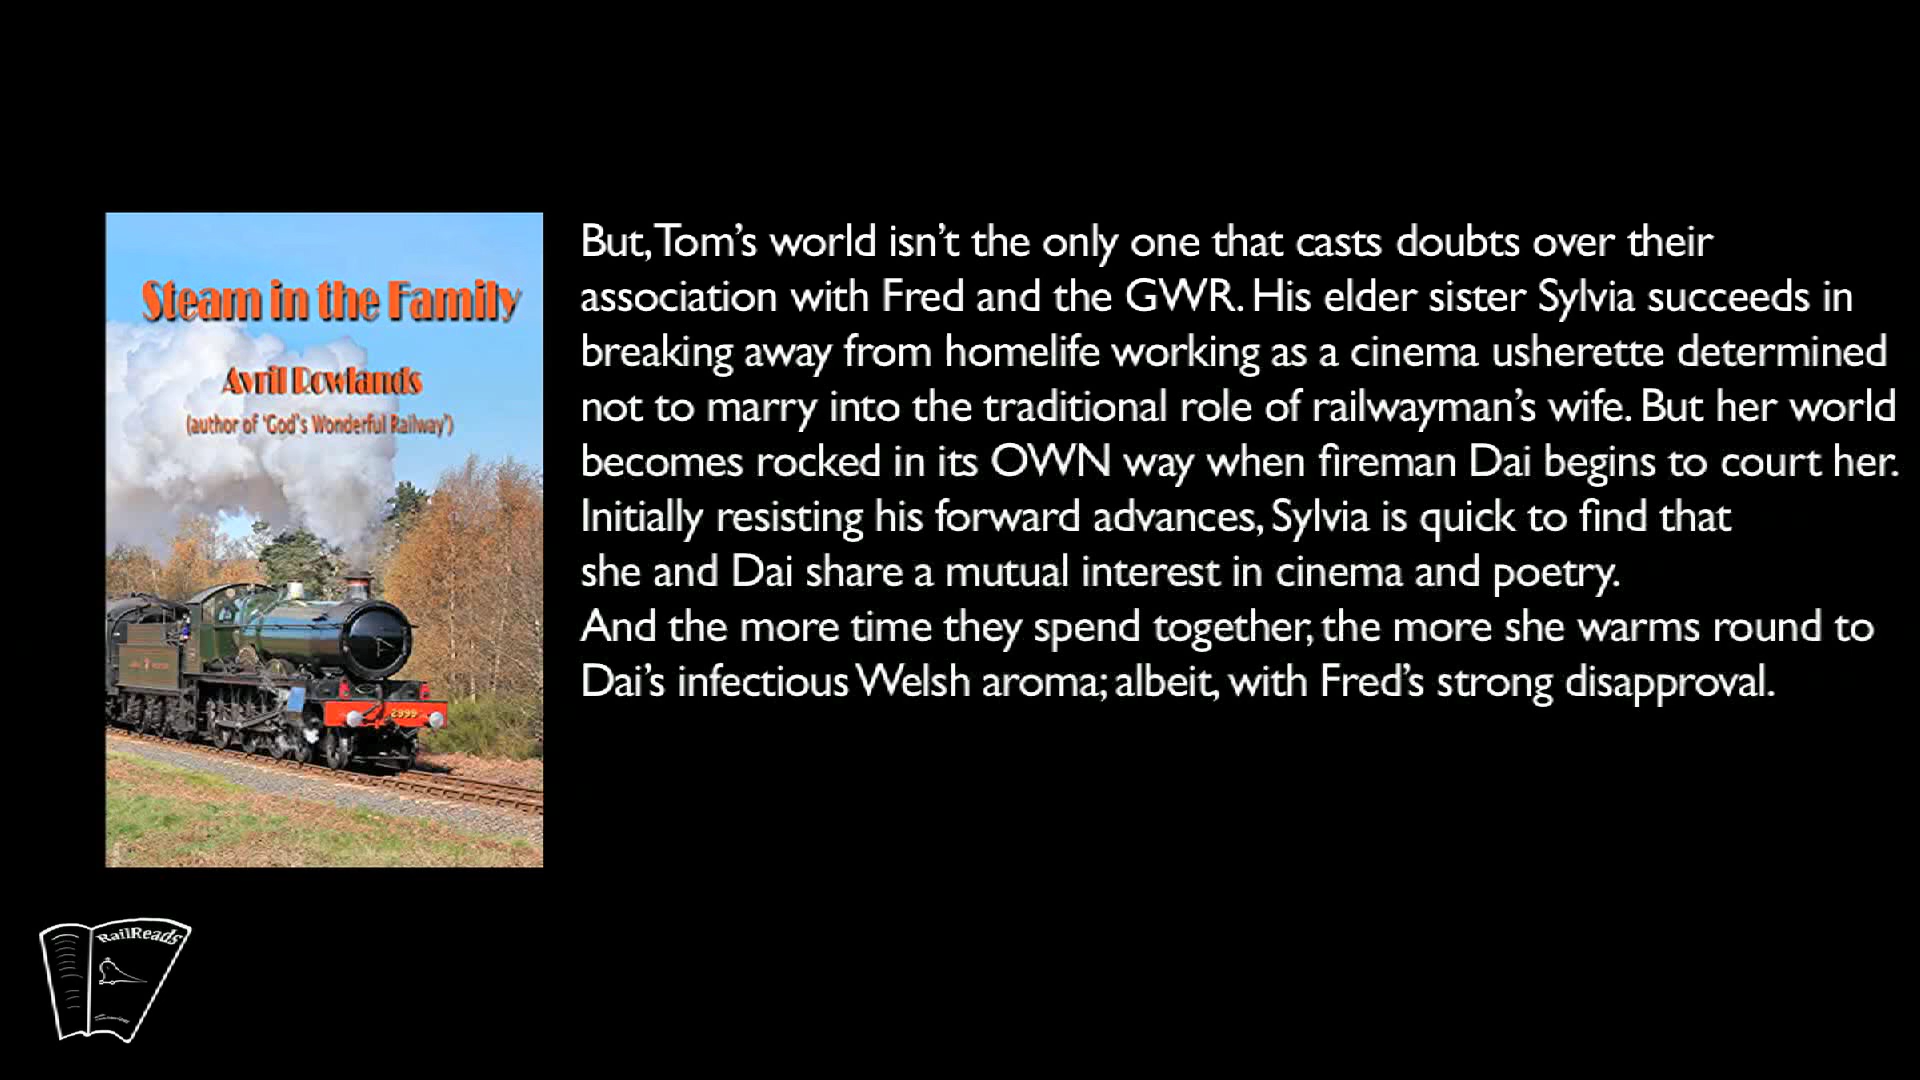 Steam in the Family
Avril Rowlands
(author of 'God's Wonderful Railway')
2999
But, Tom's world isn't the only one that casts doubts over their
association with Fred and the GWR. His elder sister Sylvia succeeds in
breaking away from homelife working as a cinema usherette determined
not to marry into the traditional role of railwayman's wife. But her world
becomes rocked in its OWN way when fireman Dai begins to court her.
Initially resisting his forward advances, Sylvia is quick to find that
she and Dai share a mutual interest in cinema and poetry.
And the more time they spend together, the more she warms round to
Dai's infectious Welsh aroma; albeit, with Fred's strong disapproval.
RailReads